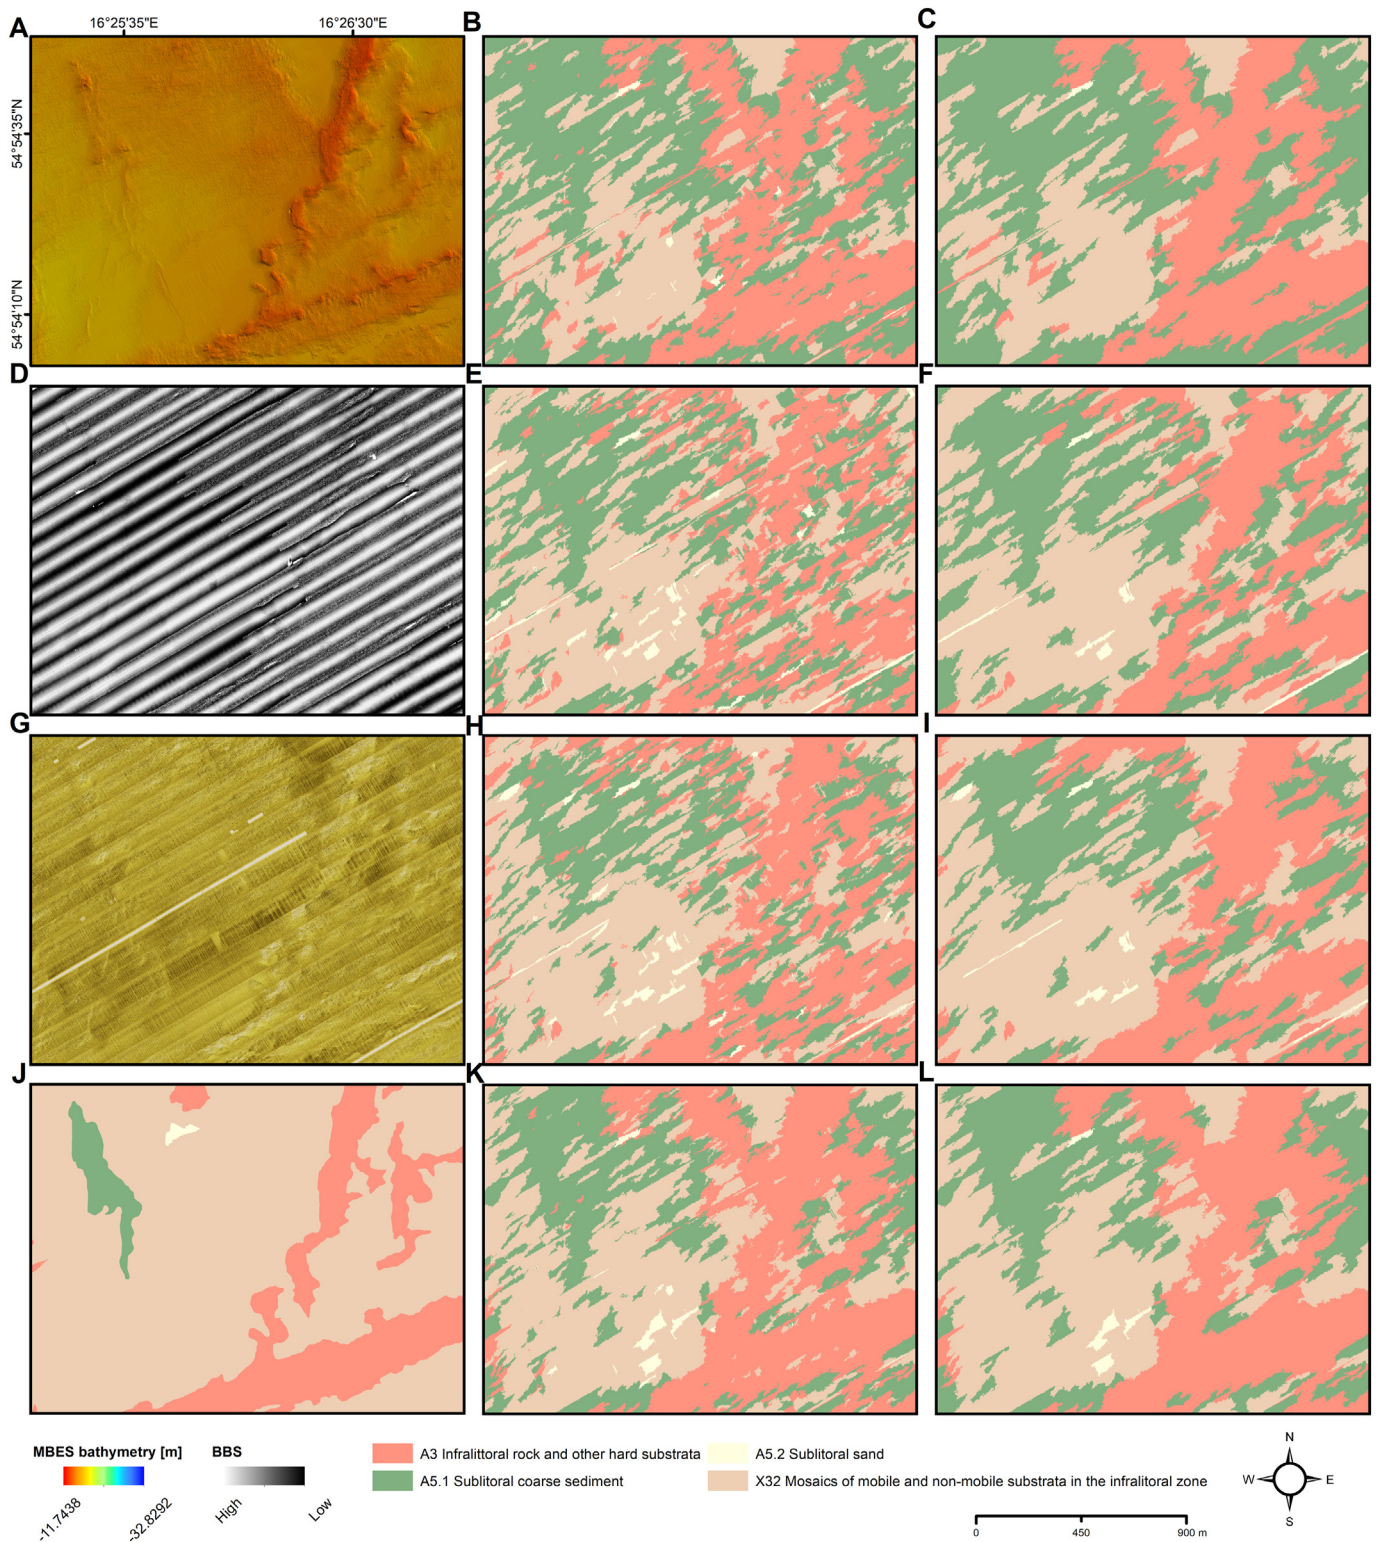 A
16°25'35"E
16°26'30"E
B
C
54°54'35"N
54°54'10"N
D
E
F
G
H
I
J
K
L
MBES bathymetry [m]
-11.7438
-32.8292
BBS
High
Low
A3 Infralittoral rock and other hard substrata
A5.2 Sublitoral sand
A5.1 Sublitoral coarse sediment
X32 Mosaics of mobile and non-mobile substrata in the infralitoral zone
N
W
E
S
0
450
900 m